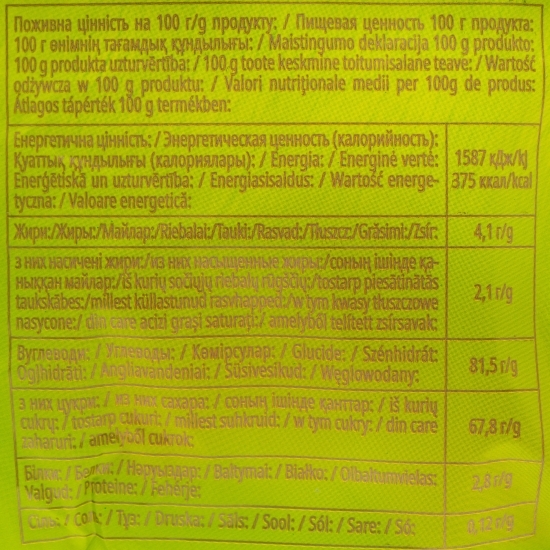 Поживна цінність на 100 г/g продукту: / Пищевая ценность 100 г продукта:
100 г өнімнің тағамдық құндылығы: / Maistingumo deklaracija 100 g produkto:
100 g produkta uzturvērtība: / 100 g toote keskmine toitumisalane teave: / Wartość
odżywcza w 100 g produktu: / Valori nutriționale medii per 100g de produs:
Átlagos tápérték 100 g termékben:
Енергетична цінність: / Энергетическая ценность (калорийность):
Қуаттық құндылығы (калориялары): / Energia: / Energinė vertė:
Enerģētiskā un uzturvērtība: / Energiasisaldus: / Wartość energe-
tyczna: / Valoare energetică:
1587 кДж/kJ
375 ккал/kcal
Жири:/Жиры:/Майлар:/Riebalai:/Tauki:/Rasvad:/Tłuszcz:/Grăsimi:/Zsír:
4,1 г/g
з них насичені жири:/из них насыщенные жиры:/соның ішінде қа-
ныққан майлар:/iš kurių sočiųjų riebalų rūgščių:/tostarp piesātinātās
taukskābes:/millest küllastunud rasvhapped:/w tym kwasy tłuszczowe
nasycone:/ din care acizi grași saturați:/ amelyből telített zsírsavak:
2,1 г/g
Вуглеводи: / Углеводы: / Көмірсулар: / Glucide: / Szénhidrát:
Ogļhidrāti: / Angliavandeniai: / Süsivesikud: / Węglowodany:
81,5 г/g
з них цукри: / из них сахара: / соның ішінде қанттар: / iš kurių
cukrų: / tostarp cukuri: / millest suhkruid: / w tym cukry: / din care
zaharuri: / amelyből cukrok:
67,8 г/g
Білки: / Белки: / Нәруыздар: / Baltymai: / Białko: / Olbaltumvielas:
Valgud: / Proteine: / Fehérje:
2,8 г/g
Сіль: / Соль: / Тұз: / Druska: / Sāls: / Sool: / Sól: / Sare: / Só:
0,12 г/g